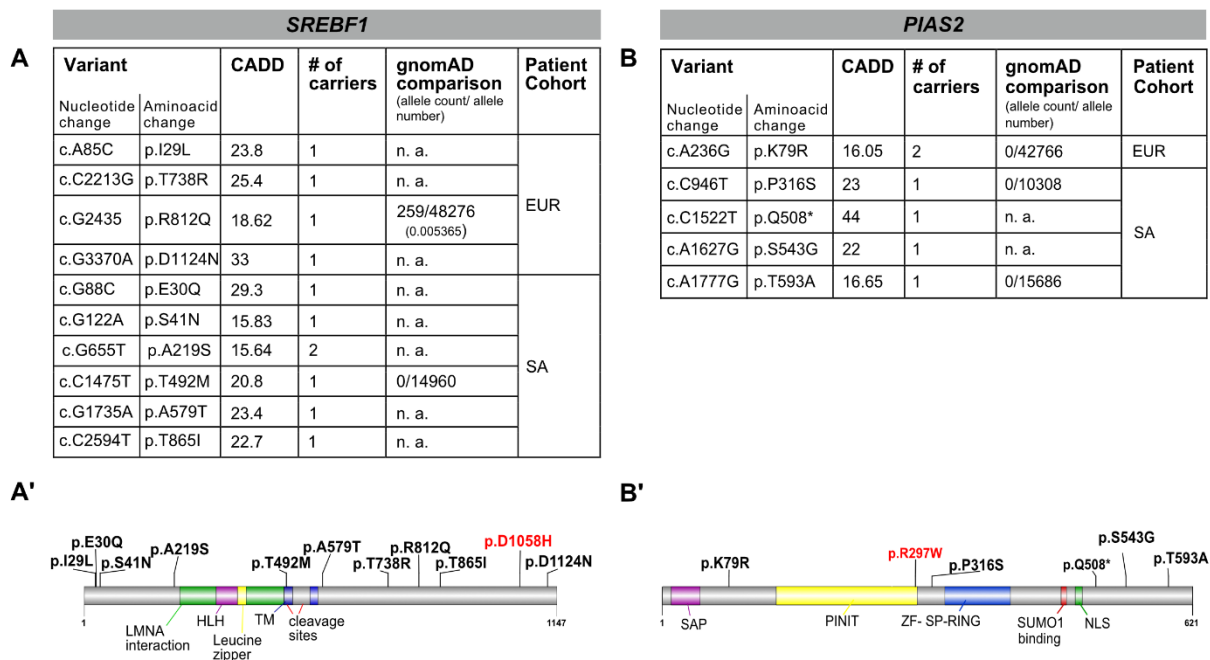 SREBF1
A
Variant CADD # of carriers gnomAD comparison (allele count/ allele number) Patient Cohort
Nucleotide change Aminoacid change
c.A85C p.I29L 23.8 1 n. a.
c.C2213G p.T738R 25.4 1 n. a.
c.G2435 p.R812Q 18.62 1 259/48276 (0.005365) EUR
c.G3370A p.D1124N 33 1 n. a.
c.G88C p.E30Q 29.3 1 n. a.
c.G122A p.S41N 15.83 1 n. a.
c.G655T p.A219S 15.64 2 n. a.
c.C1475T p.T492M 20.8 1 0/14960 SA
c.G1735A p.A579T 23.4 1 n. a.
c.C2594T p.T865I 22.7 1 n. a.
PIAS2
B
Variant CADD # of carriers gnomAD comparison (allele count/ allele number) Patient Cohort
Nucleotide change Aminoacid change
c.A236G p.K79R 16.05 2 0/42766 EUR
c.C946T p.P316S 23 1 0/10308
c.C1522T p.Q508* 44 1 n. a. SA
c.A1627G p.S543G 22 1 n. a.
c.A1777G p.T593A 16.65 1 0/15686
A'
p.E30Q p.A579T p.R812Q p.D1058H
p.I29L p.S41N p.A219S p.T492M p.T738R p.T865I p.D1124N
1 LMNA interaction HLH Leucine zipper TM cleavage sites 1147
B'
p.S543G
p.K79R p.R297W p.P316S p.Q508* p.T593A
1 SAP PINIT ZF- SP-RING SUMO1 binding NLS 621